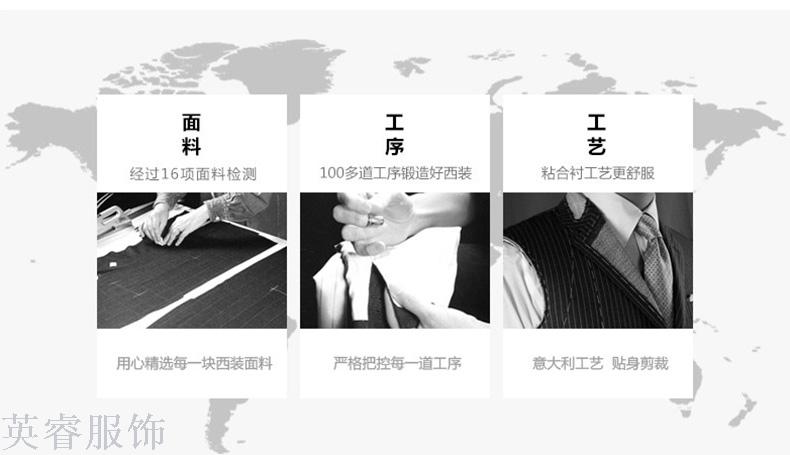 面
料
经过16项面料检测
用心精选每一块西装面料
工
序
100多道工序锻造好西装
严格把控每一道工序
工
艺
粘合衬工艺更舒服
意大利工艺 贴身剪裁
英睿服饰